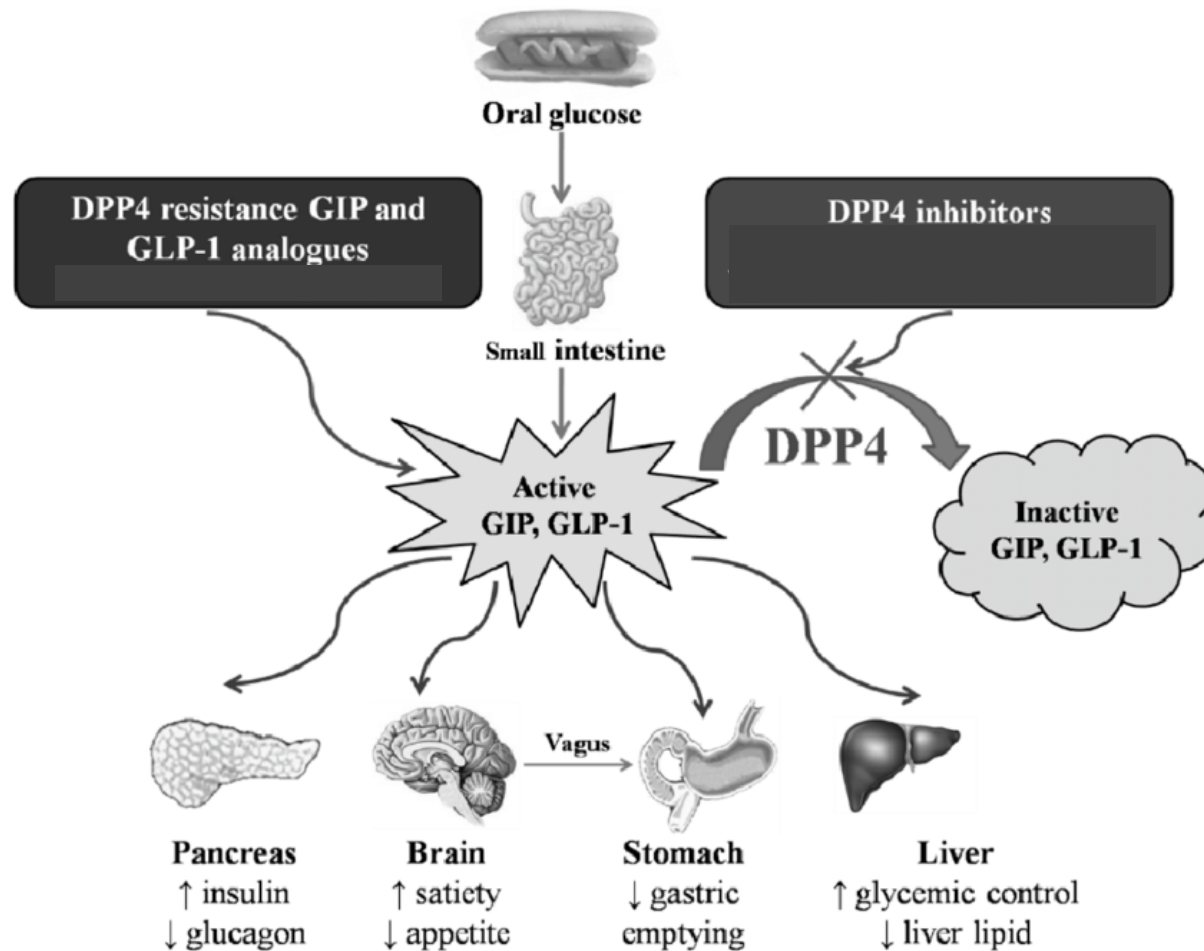 Oral glucose
DPP4 resistance GIP and
GLP-1 analogues
DPP4 inhibitors
Small intestine
DPP4
Active
GIP, GLP-1
Inactive
GIP, GLP-1
Vagus
Pancreas
↑ insulin
↓ glucagon
Brain
↑ satiety
↓ appetite
Stomach
↓ gastric
emptying
Liver
↑ glycemic control
↓ liver lipid